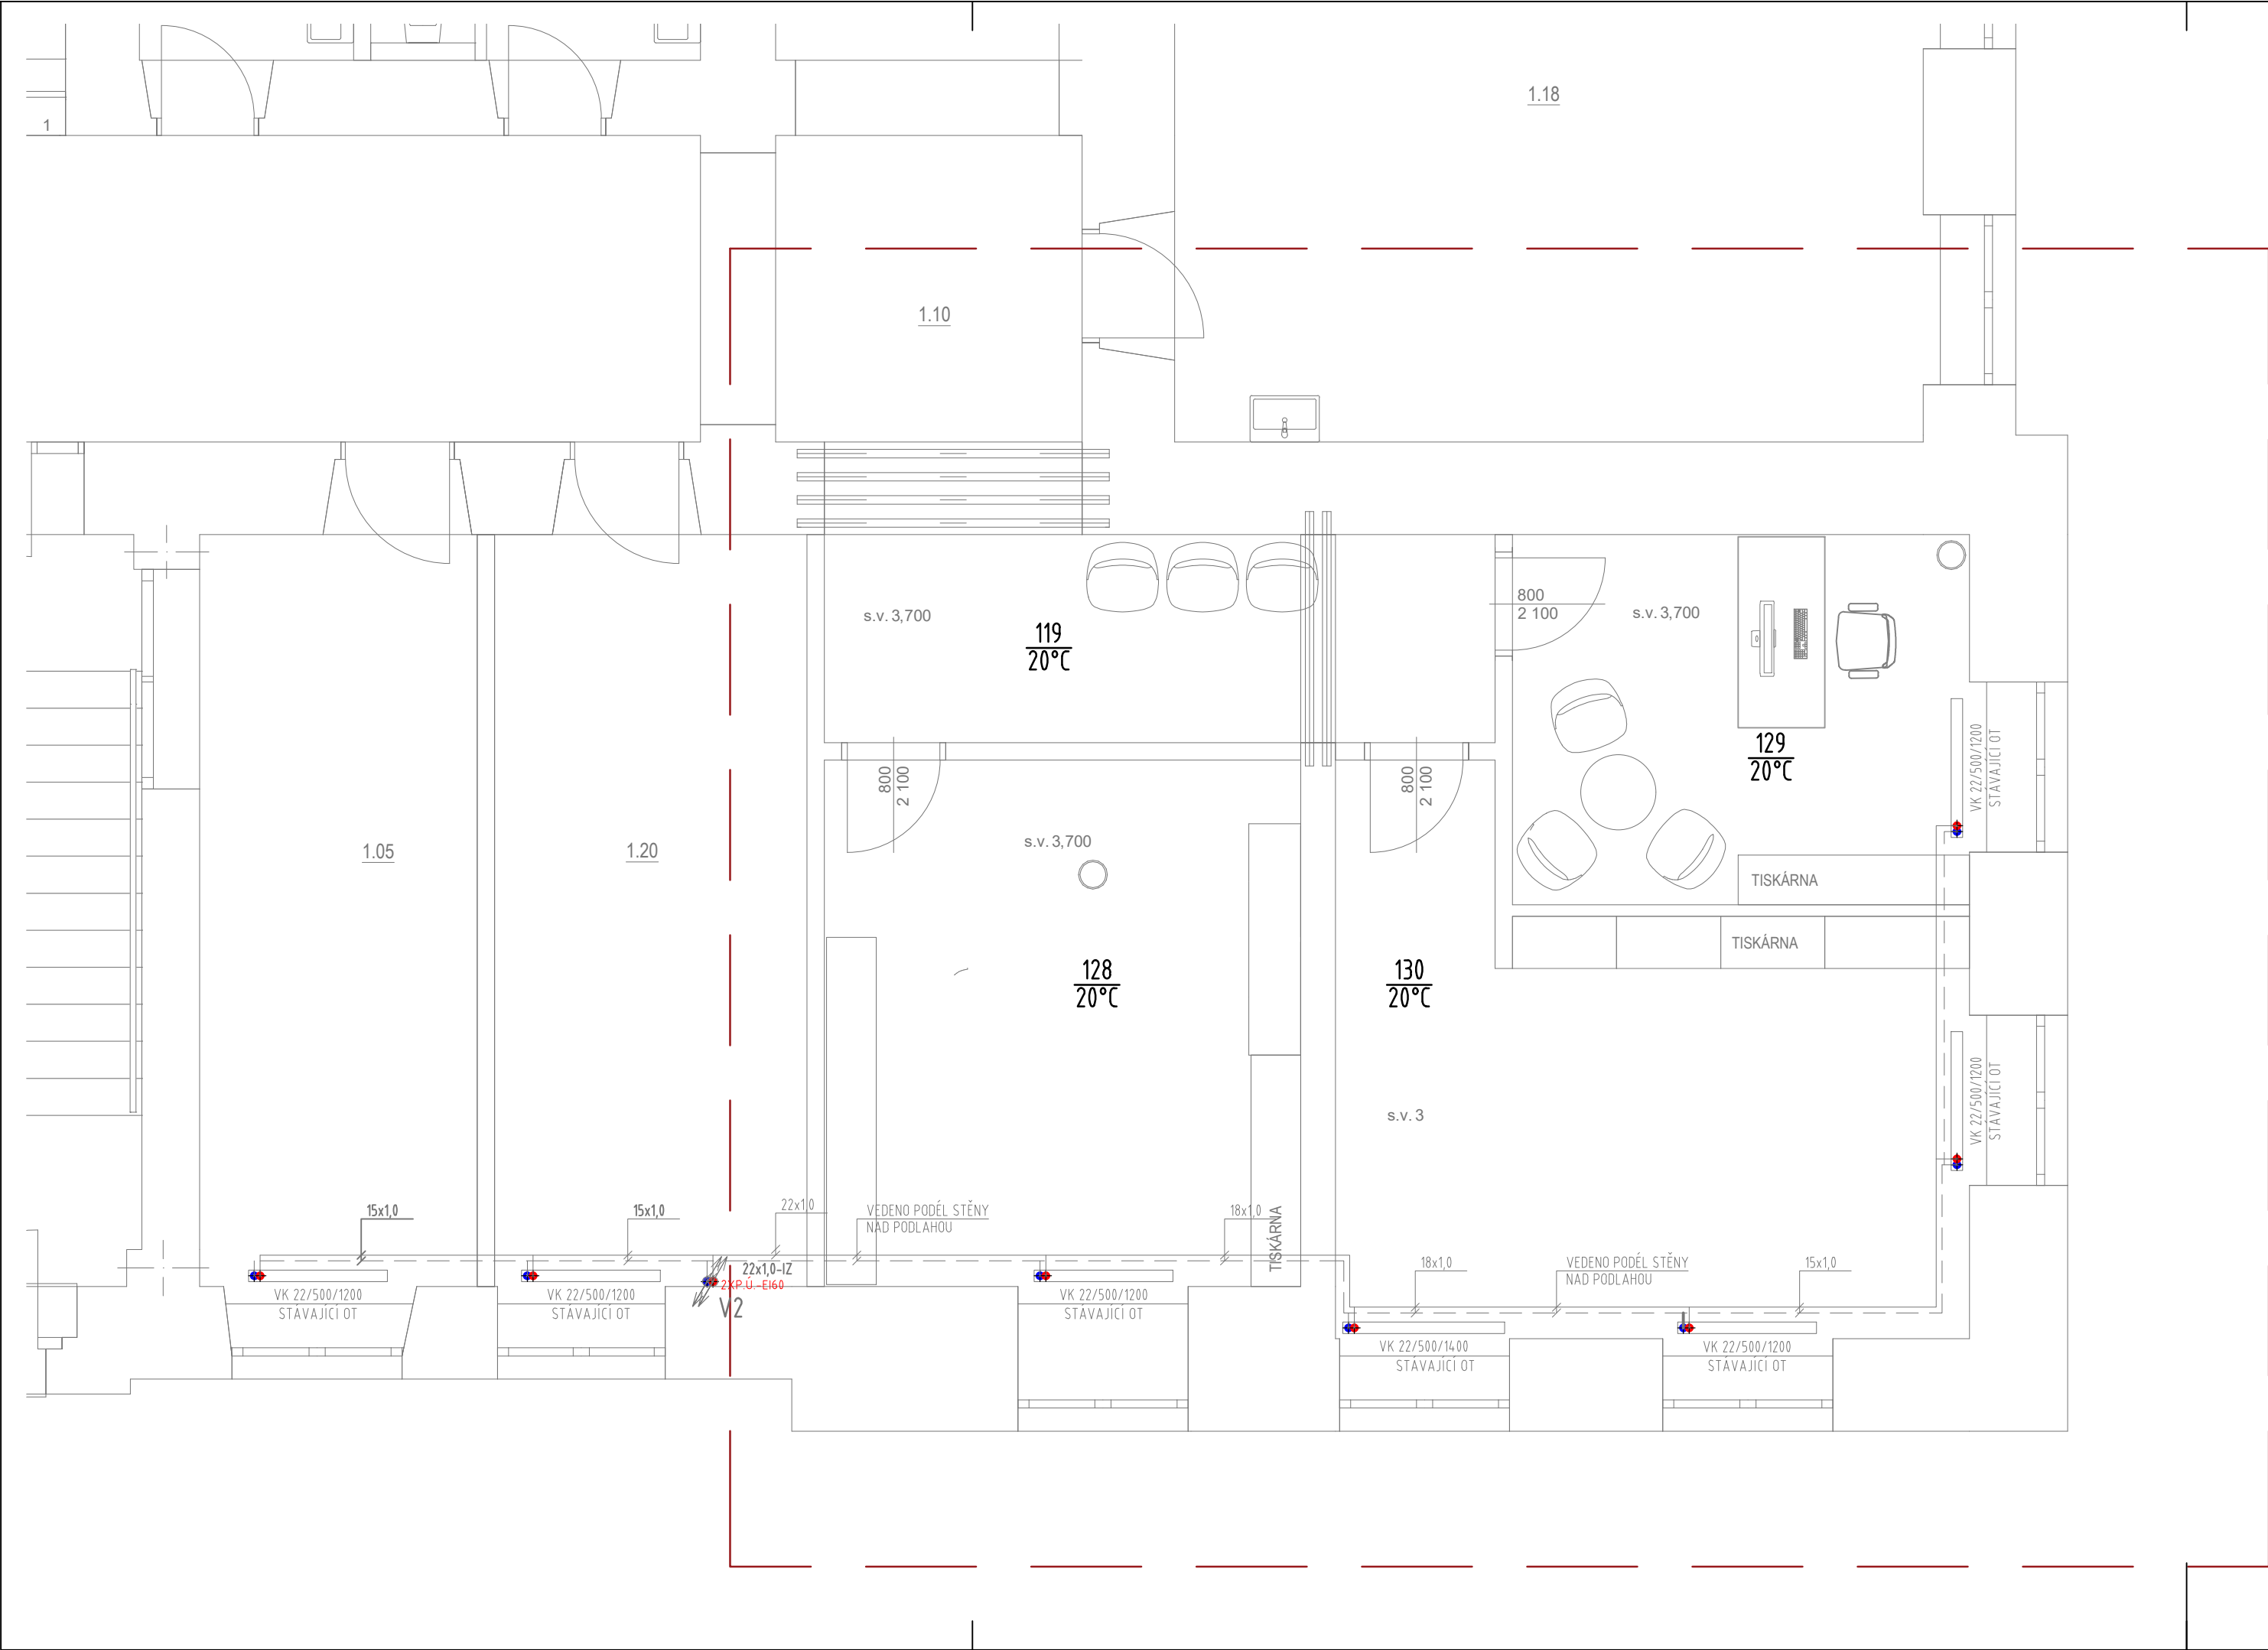 1.18
1
1.10
s.v. 3,700
119
20°C
800
2 100
s.v. 3,700
129
20°C
VK 22/500/1200
STÁVAJÍCÍ OT
800
2 100
800
2 100
s.v. 3,700
1.05
1.20
TISKÁRNA
TISKÁRNA
128
20°C
130
20°C
s.v. 3
VK 22/500/1200
STÁVAJÍCÍ OT
15x1,0
15x1,0
22x1,0
VEDENO PODÉL STĚNY
NAD PODLAHOU
18x1,0
TISKÁRNA
22x1,0-IZ
2XP.Ú.-EI60
V2
18x1,0
VEDENO PODÉL STĚNY
NAD PODLAHOU
15x1,0
VK 22/500/1200
STÁVAJÍCÍ OT
VK 22/500/1200
STÁVAJÍCÍ OT
VK 22/500/1200
STÁVAJÍCÍ OT
VK 22/500/1400
STÁVAJÍCÍ OT
VK 22/500/1200
STÁVAJÍCÍ OT